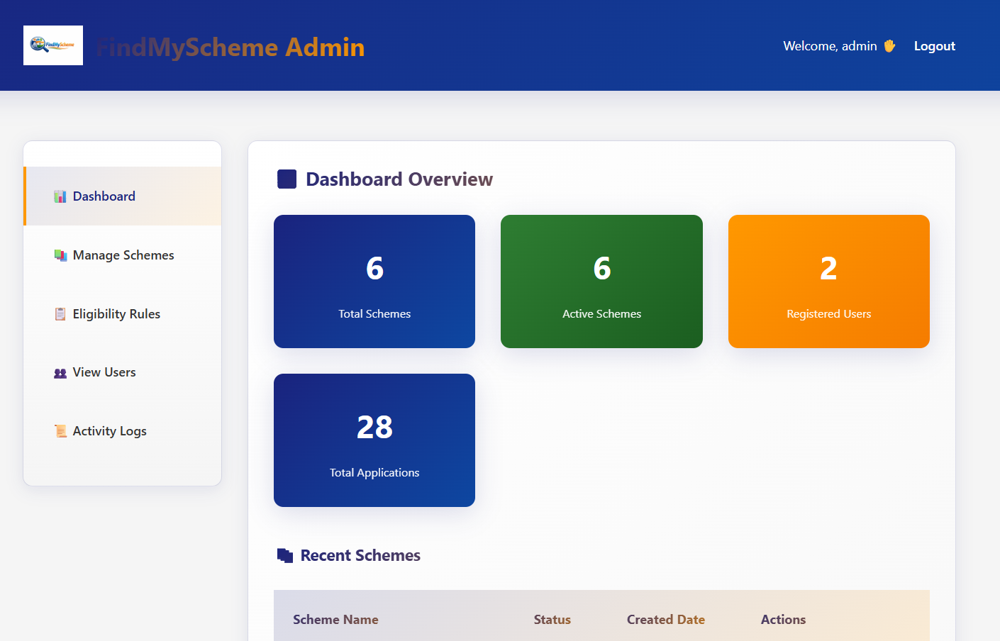 FindMyScheme
FindMyScheme Admin
Welcome, admin 🤚 Logout
📊 Dashboard
📚 Manage Schemes
📋 Eligibility Rules
👥 View Users
📜 Activity Logs
Dashboard Overview
6
Total Schemes
6
Active Schemes
2
Registered Users
28
Total Applications
Recent Schemes
Scheme Name Status Created Date Actions